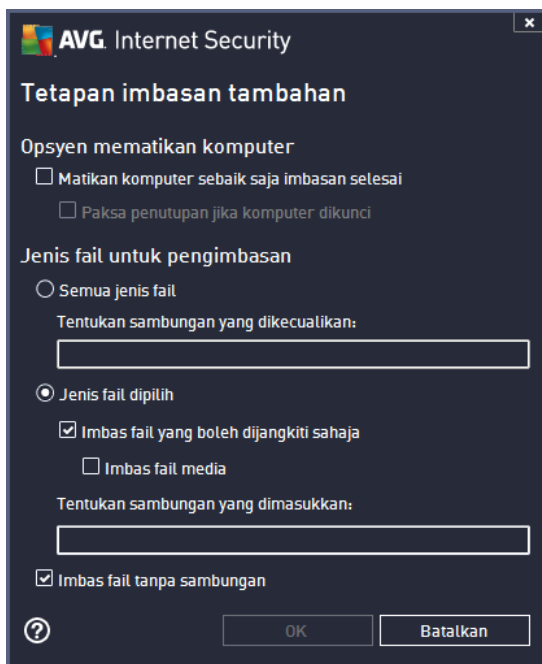 AVG. Internet Security
Tetapan imbasan tambahan
Opsyen mematikan komputer
Matikan komputer sebaik saja imbasan selesai
Paksa penutupan jika komputer dikunci
Jenis fail untuk pengimbasan
Semua jenis fail
Tentukan sambungan yang dikecualikan:
Jenis fail dipilih
Imbas fail yang boleh dijangkiti sahaja
Imbas fail media
Tentukan sambungan yang dimasukkan:
Imbas fail tanpa sambungan
? OK Batalkan